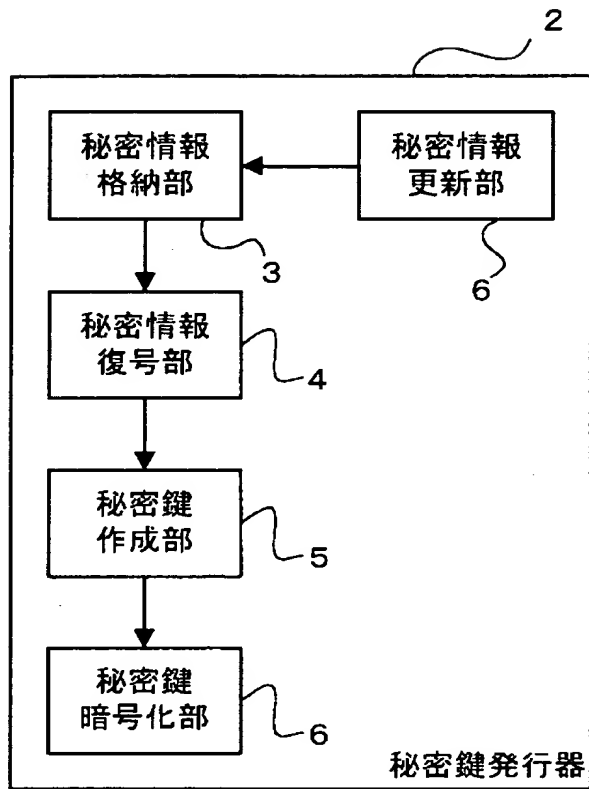 2
秘密情報
格納部
3
秘密情報
更新部
6
秘密情報
復号部
4
秘密鍵
作成部
5
秘密鍵
暗号化部
6
秘密鍵発行器